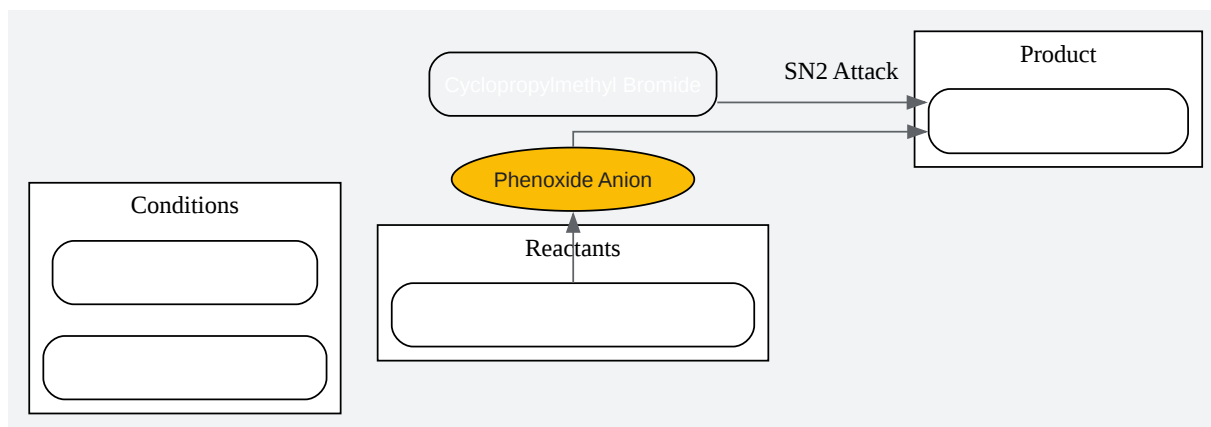 Cyclopropylmethyl Bromide
SN2 Attack
Product
Phenoxide Anion
Conditions
Reactants